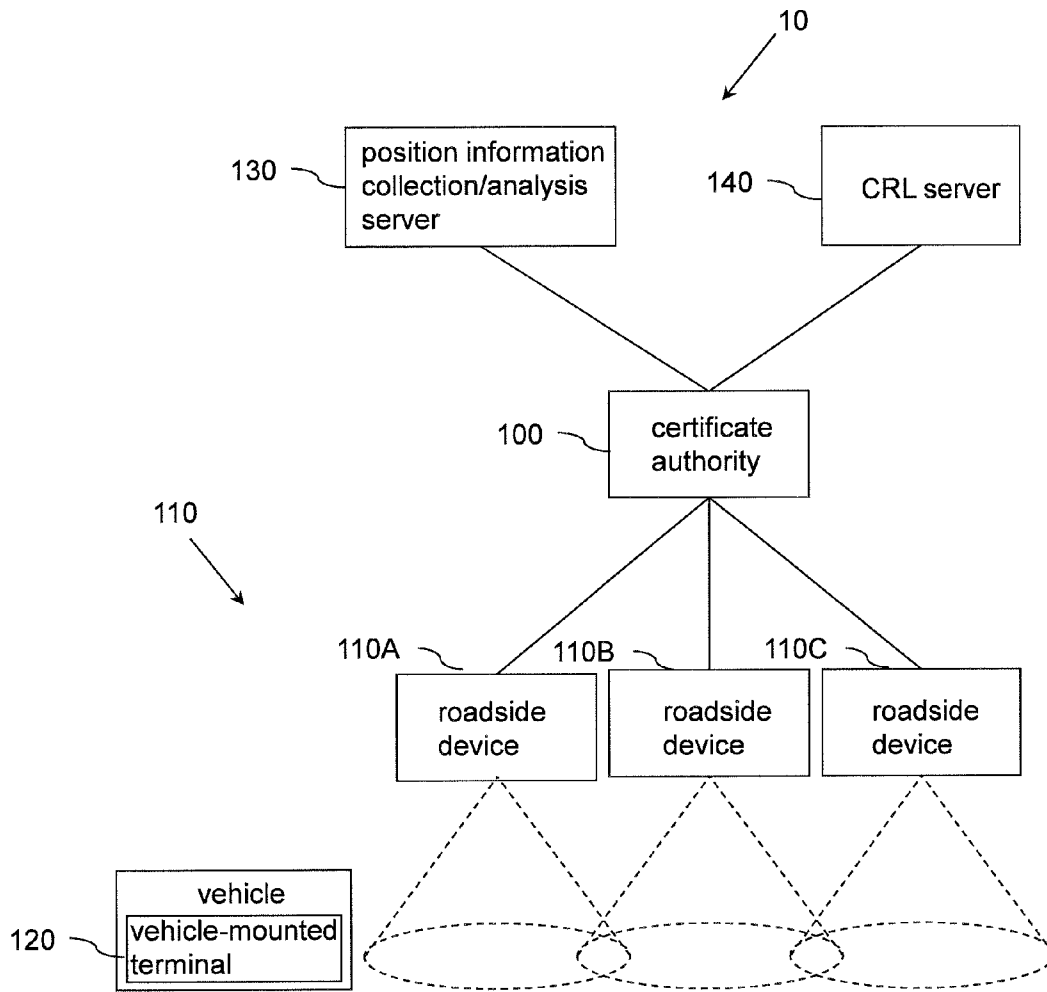 10
130
position information
collection/analysis
server
140
CRL server
100
certificate
authority
110
110A
110B
110C
roadside
device
roadside
device
roadside
device
vehicle
120
vehicle-mounted
terminal